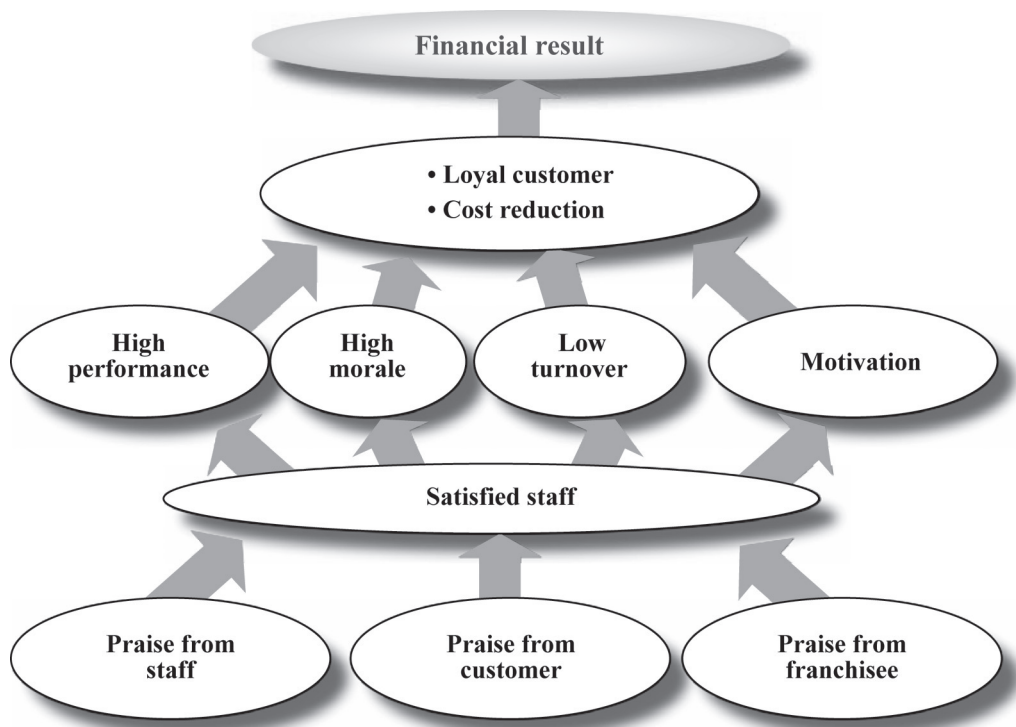 Financial result
• Loyal customer
• Cost reduction
High
performance
High
morale
Low
turnover
Motivation
Satisfied staff
Praise from
staff
Praise from
customer
Praise from
franchisee